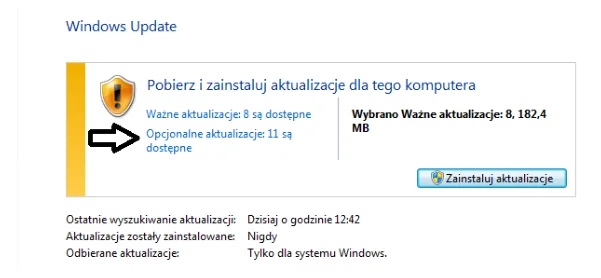 Windows Update
Pobierz i zainstaluj aktualizacje dla tego komputera
Ważne aktualizacje: 8 są dostępne
Opcjonalne aktualizacje: 11 są
dostępne
Wybrano Ważne aktualizacje: 8, 182,4
MB
Zainstaluj aktualizacje
Ostatnie wyszukiwanie aktualizacji: Dzisiaj o godzinie 12:42
Aktualizacje zostały zainstalowane: Nigdy
Odbierane aktualizacje: Tylko dla systemu Windows.